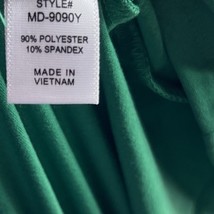 STYLE#
MD-9090Y
90% POLYESTER
10% SPANDEX
MADE IN
VIETNAM